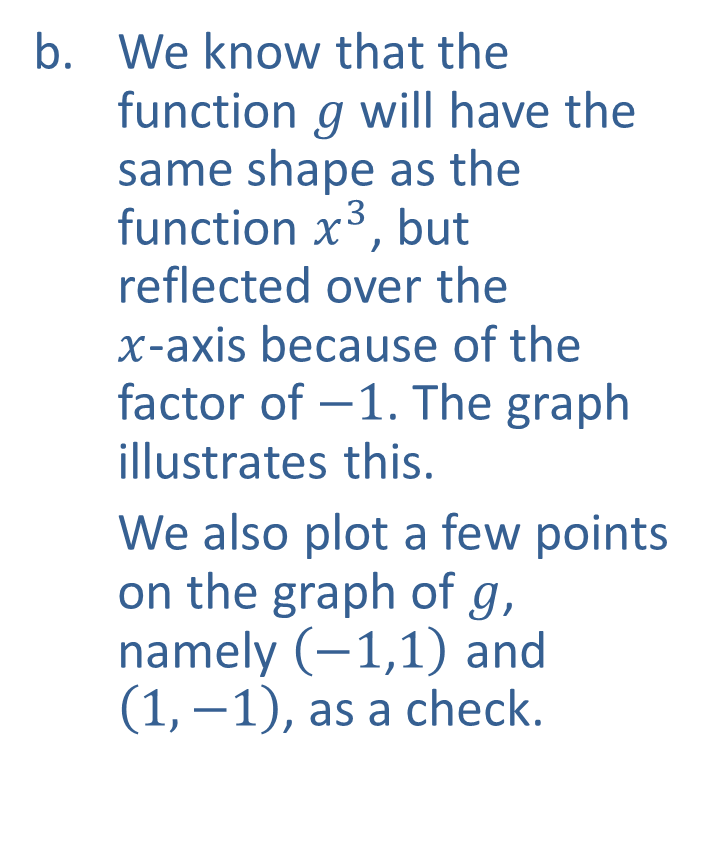 b. We know that the
function g will have the
same shape as the
function x³, but
reflected over the
x-axis because of the
factor of −1. The graph
illustrates this.
We also plot a few points
on the graph of g,
namely (−1,1) and
(1, −1), as a check.